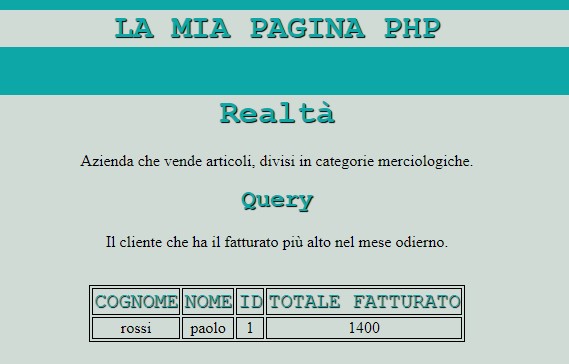 LA MIA PAGINA PHP
Realtà
Azienda che vende articoli, divisi in categorie merciologiche.
Query
Il cliente che ha il fatturato più alto nel mese odierno.
COGNOME NOME ID TOTALE FATTURATO
rossi paolo 1 1400